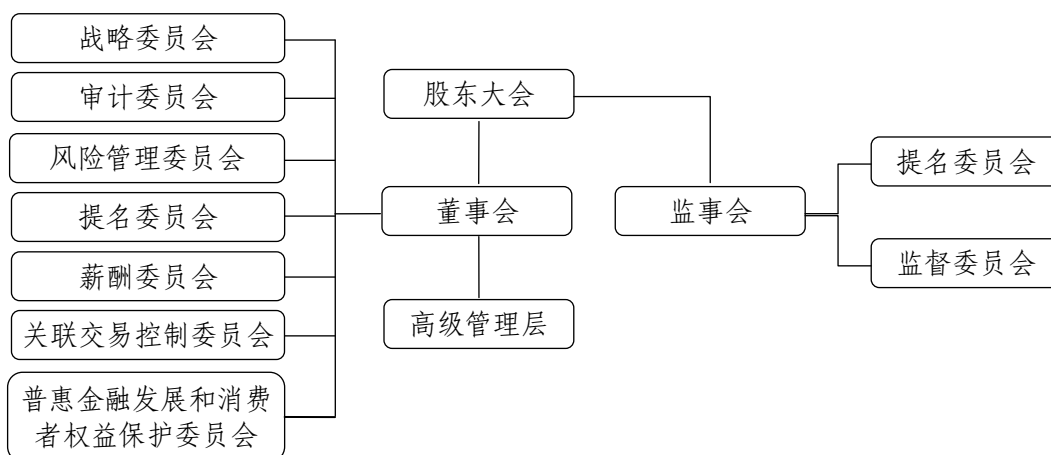 战略委员会
审计委员会
风险管理委员会
提名委员会
薪酬委员会
关联交易控制委员会
普惠金融发展和消费
者权益保护委员会
股东大会
董事会
高级管理层
监事会
提名委员会
监督委员会